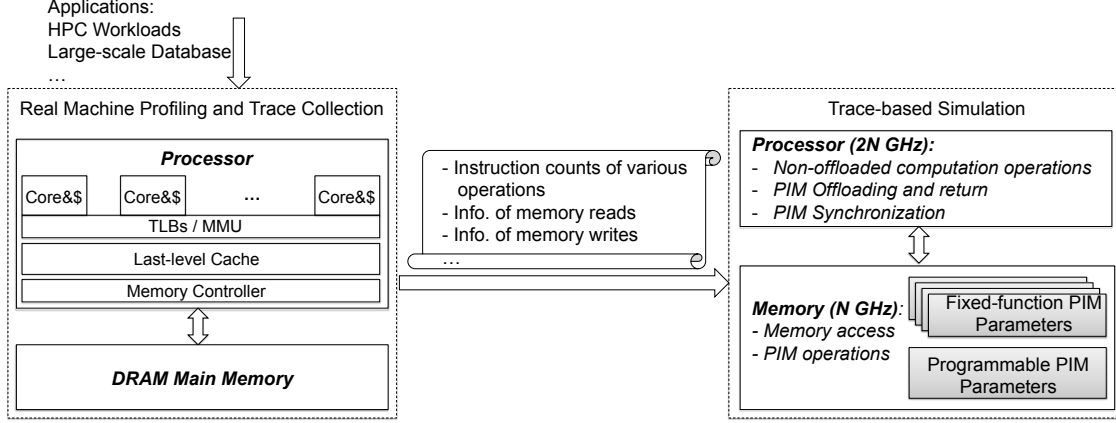 Applications:
HPC Workloads
Large-scale Database
…
Real Machine Profiling and Trace Collection
Processor
Core&$ Core&$ … Core&$
TLBs / MMU
Last-level Cache
Memory Controller
DRAM Main Memory
- Instruction counts of various
operations
- Info. of memory reads
- Info. of memory writes
…
Trace-based Simulation
Processor (2N GHz):
- Non-offloaded computation operations
- PIM Offloading and return
- PIM Synchronization
Memory (N GHz):
- Memory access
- PIM operations
Fixed-function PIM
Parameters
Programmable PIM
Parameters